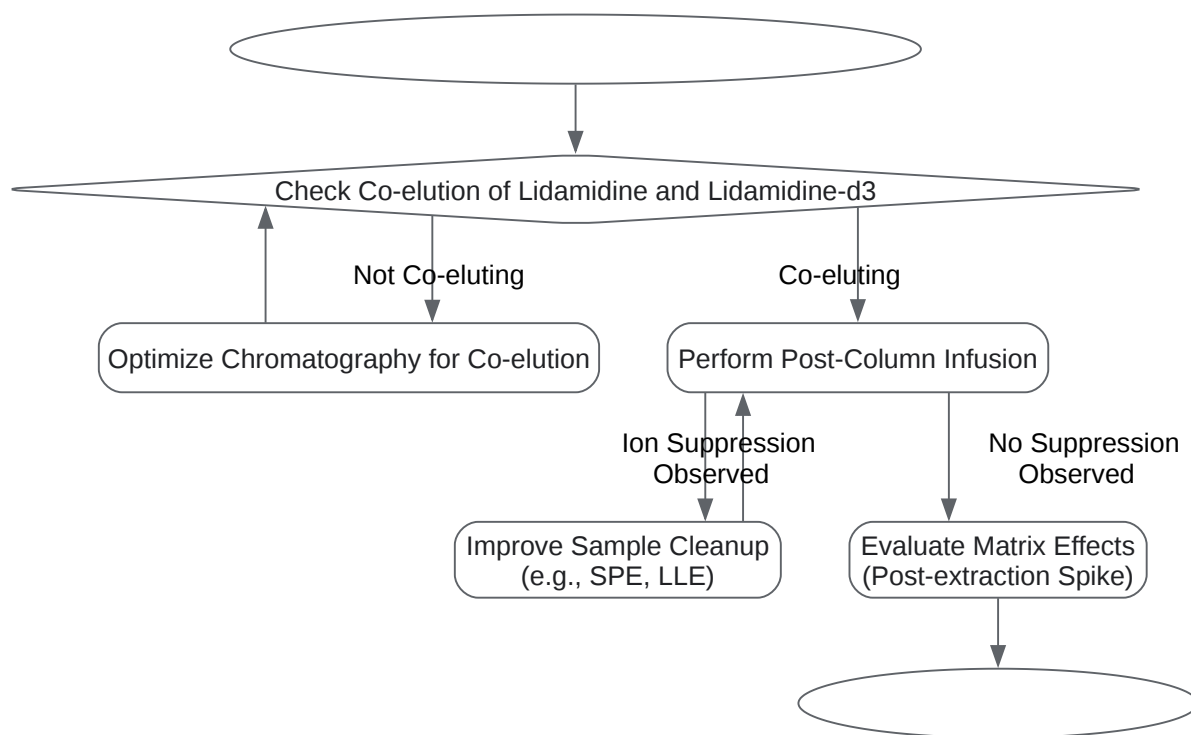 Check Co-elution of Lidamidine and Lidamidine-d3
Not Co-eluting
Co-eluting
Optimize Chromatography for Co-elution
Perform Post-Column Infusion
Ion Suppression
Observed
No Suppression
Observed
Improve Sample Cleanup
(e.g., SPE, LLE)
Evaluate Matrix Effects
(Post-extraction Spike)